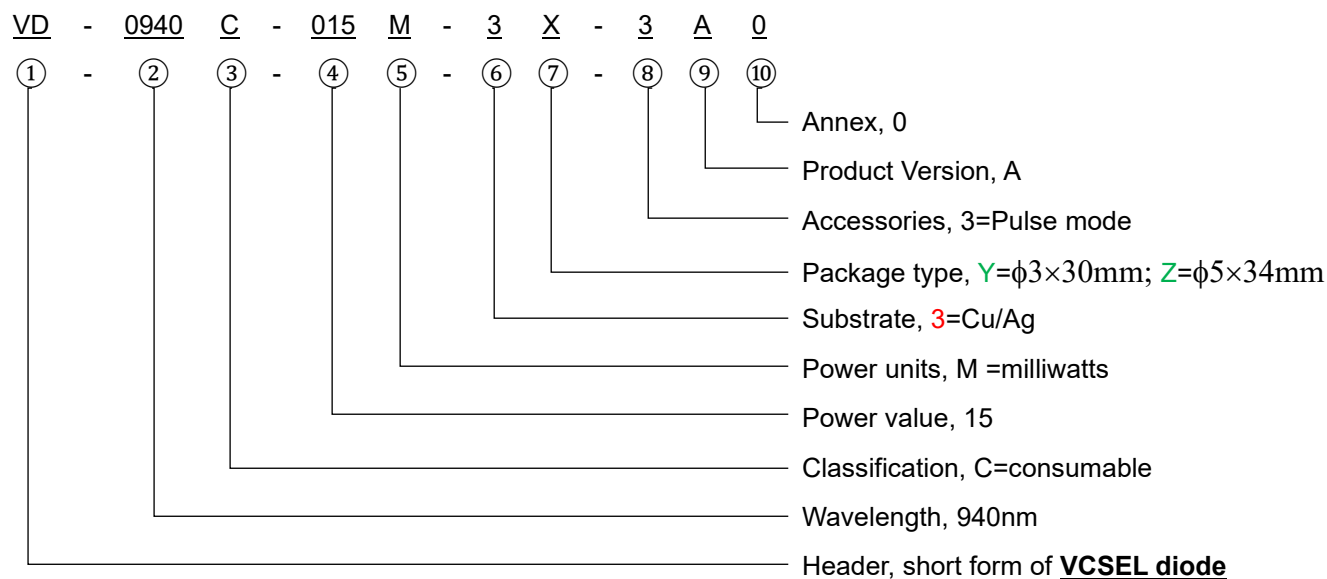 VD - 0940 C - 015 M - 3 X - 3 A 0
① - ② ③ - ④ ⑤ - ⑥ ⑦ - ⑧ ⑨ ⑩
Annex, 0
Product Version, A
Accessories, 3=Pulse mode
Package type, Y=ϕ3×30mm; Z=ϕ5×34mm
Substrate, 3=Cu/Ag
Power units, M =milliwatts
Power value, 15
Classification, C=consumable
Wavelength, 940nm
Header, short form of VCSEL diode